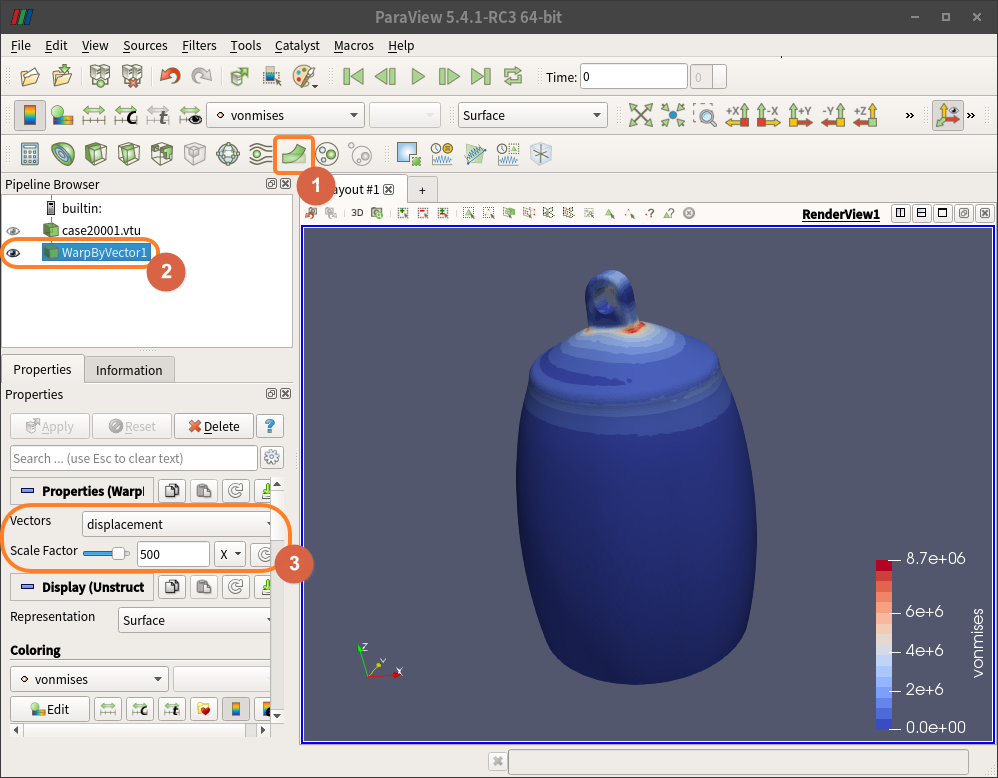 ParaView 5.4.1-RC3 64-bit
File Edit View Sources Filters Tools Catalyst Macros Help
Time: 0 0
C t vonmises Surface +X -X +Y -Y +Z
1
Pipeline Browser
ayout #1 +
builtin:
3D RenderView1
case20001.vtu
WarpByVector1
2
Properties Information
Properties
Apply Reset Delete ?
Search ... (use Esc to clear text)
Properties (Warpl
Vectors displacement
Scale Factor 500 X
3
Display (Unstruct
Representation Surface
Coloring
vonmises
Edit C t
Z
Y
X
8.7e+06
6e+6
4e+6
2e+6
0.0e+00
vonmises